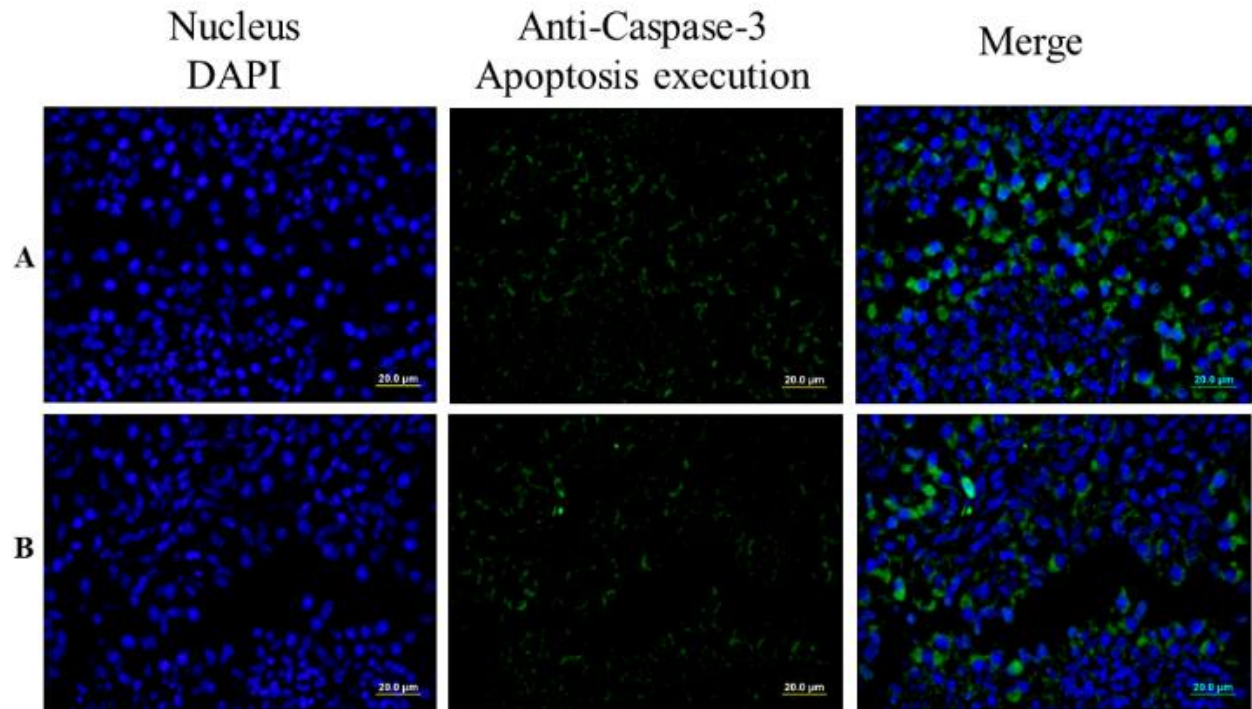 Nucleus
DAPI
Anti-Caspase-3
Apoptosis execution
Merge
A
20.0 µm
20.0 µm
20.0 µm
B
20.0 µm
20.0 µm
20.0 µm